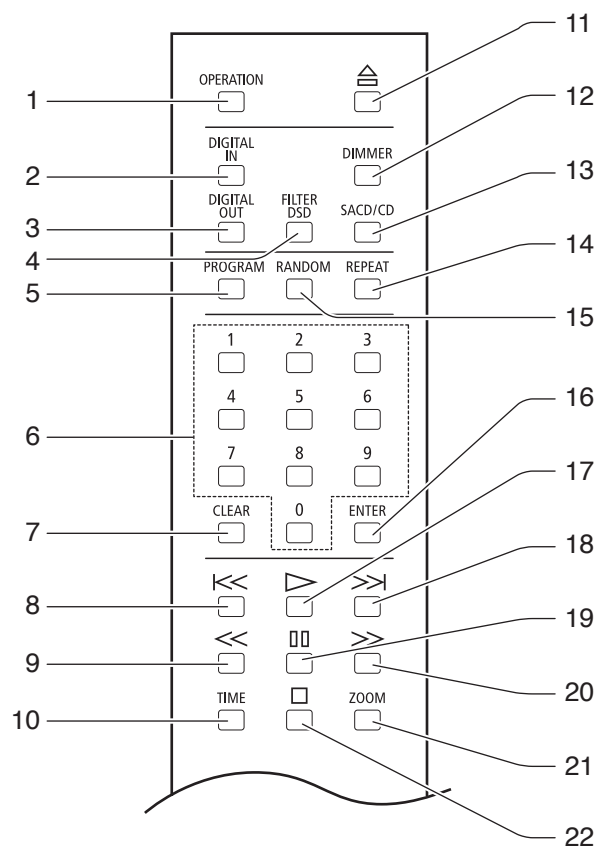 11
OPERATION
1
12
DIGITAL
IN
DIMMER
2
13
DIGITAL
OUT
FILTER
DSD
SACD/CD
3
4
14
PROGRAM
RANDOM
REPEAT
5
15
1 2 3
4 5 6
6
16
7 8 9
17
CLEAR
0
ENTER
7
18
8
19
9
20
TIME
ZOOM
10
21
22